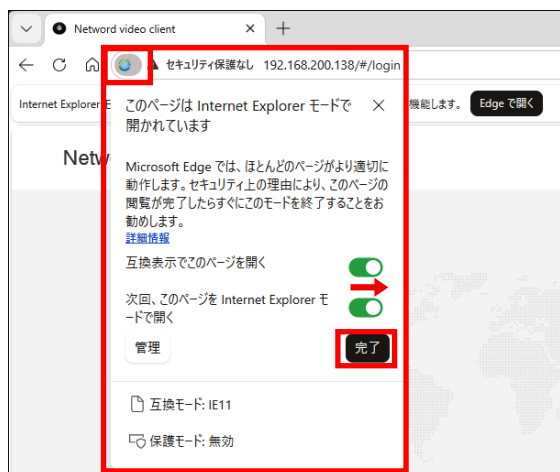 Netword video client
セキュリティ保護なし 192.168.200.138/#/login
Internet Explorer 機能します。 Edge で開く
このページは Internet Explorer モードで
開かれています
Microsoft Edge では、ほとんどのページがより適切に
動作します。セキュリティ上の理由により、このページの
閲覧が完了したらすぐにこのモードを終了することをお
勧めします。
詳細情報
互換表示でこのページを開く
次回、このページを Internet Explorer モ
ードで開く
管理 完了
互換モード: IE11
保護モード: 無効